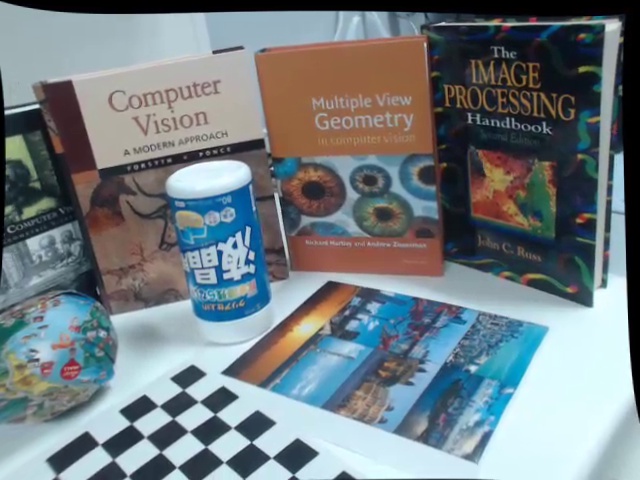 Computer
Vision
A MODERN APPROACH
FORSYTH • PONCE
Multiple View
Geometry
in computer vision
Richard Hartley and Andrew Zisserman
The
IMAGE
PROCESSING
Handbook
Second Edition
John C. Russ
COMPUTER